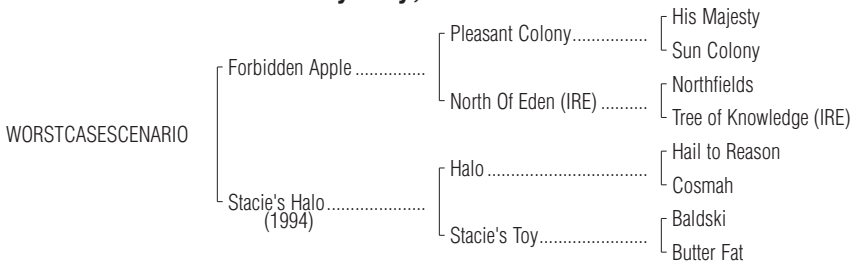 Pleasant Colony................ His Majesty
Sun Colony
Forbidden Apple ...............
North Of Eden (IRE) .......... Northfields
Tree of Knowledge (IRE)
WORSTCASESCENARIO
Halo ................................. Hail to Reason
Cosmah
Stacie's Halo.....................
(1994)
Stacie's Toy....................... Baldski
Butter Fat